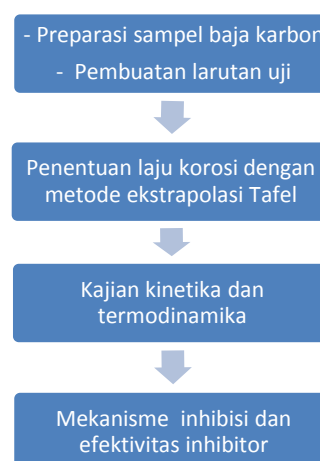 - Preparasi sampel baja karbon
- Pembuatan larutan uji
Penentuan laju korosi dengan
metode ekstrapolasi Tafel
Kajian kinetika dan
termodinamika
Mekanisme inhibisi dan
efektivitas inhibitor